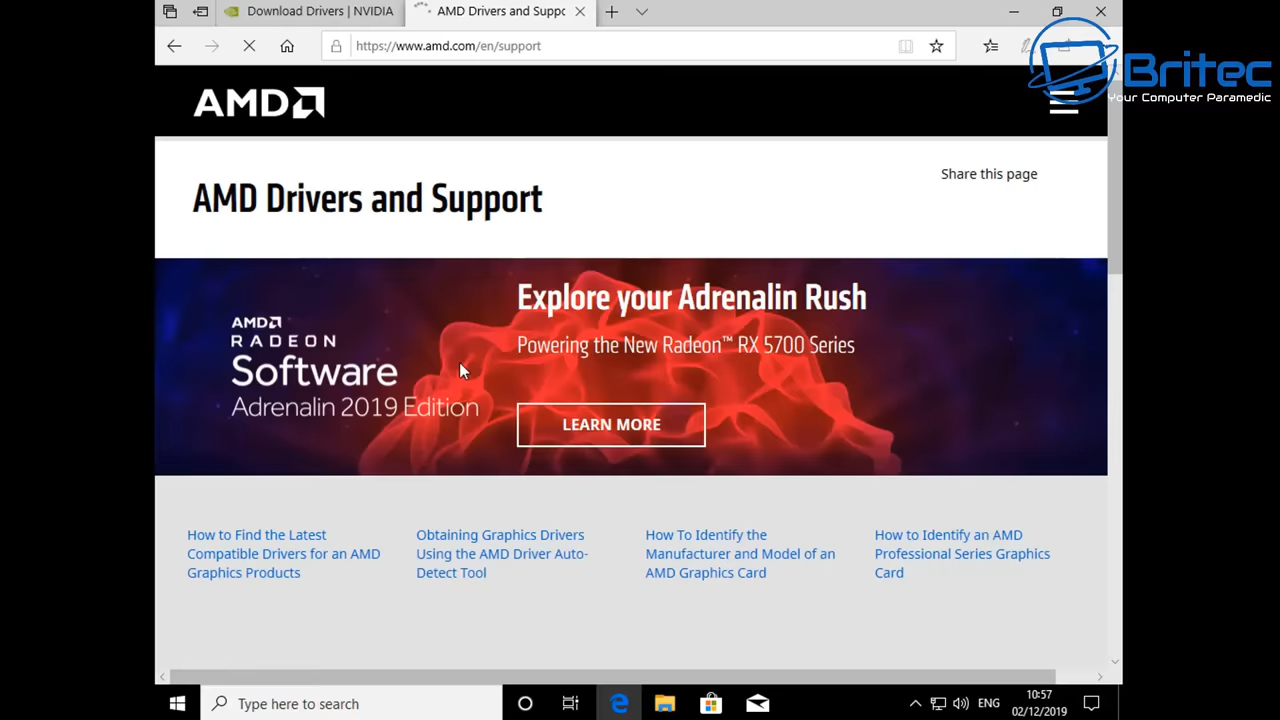 Download Drivers | NVIDIA
AMD Drivers and Suppo
https://www.amd.com/en/support
Britec
Your Computer Paramedic
AMD
AMD Drivers and Support
Share this page
AMD
RADEON
Software
Adrenalin 2019 Edition
Explore your Adrenalin Rush
Powering the New Radeon™ RX 5700 Series
LEARN MORE
How to Find the Latest
Compatible Drivers for an AMD
Graphics Products
Obtaining Graphics Drivers
Using the AMD Driver Auto-
Detect Tool
How To Identify the
Manufacturer and Model of an
AMD Graphics Card
How to Identify an AMD
Professional Series Graphics
Card
Type here to search
ENG
10:57
02/12/2019